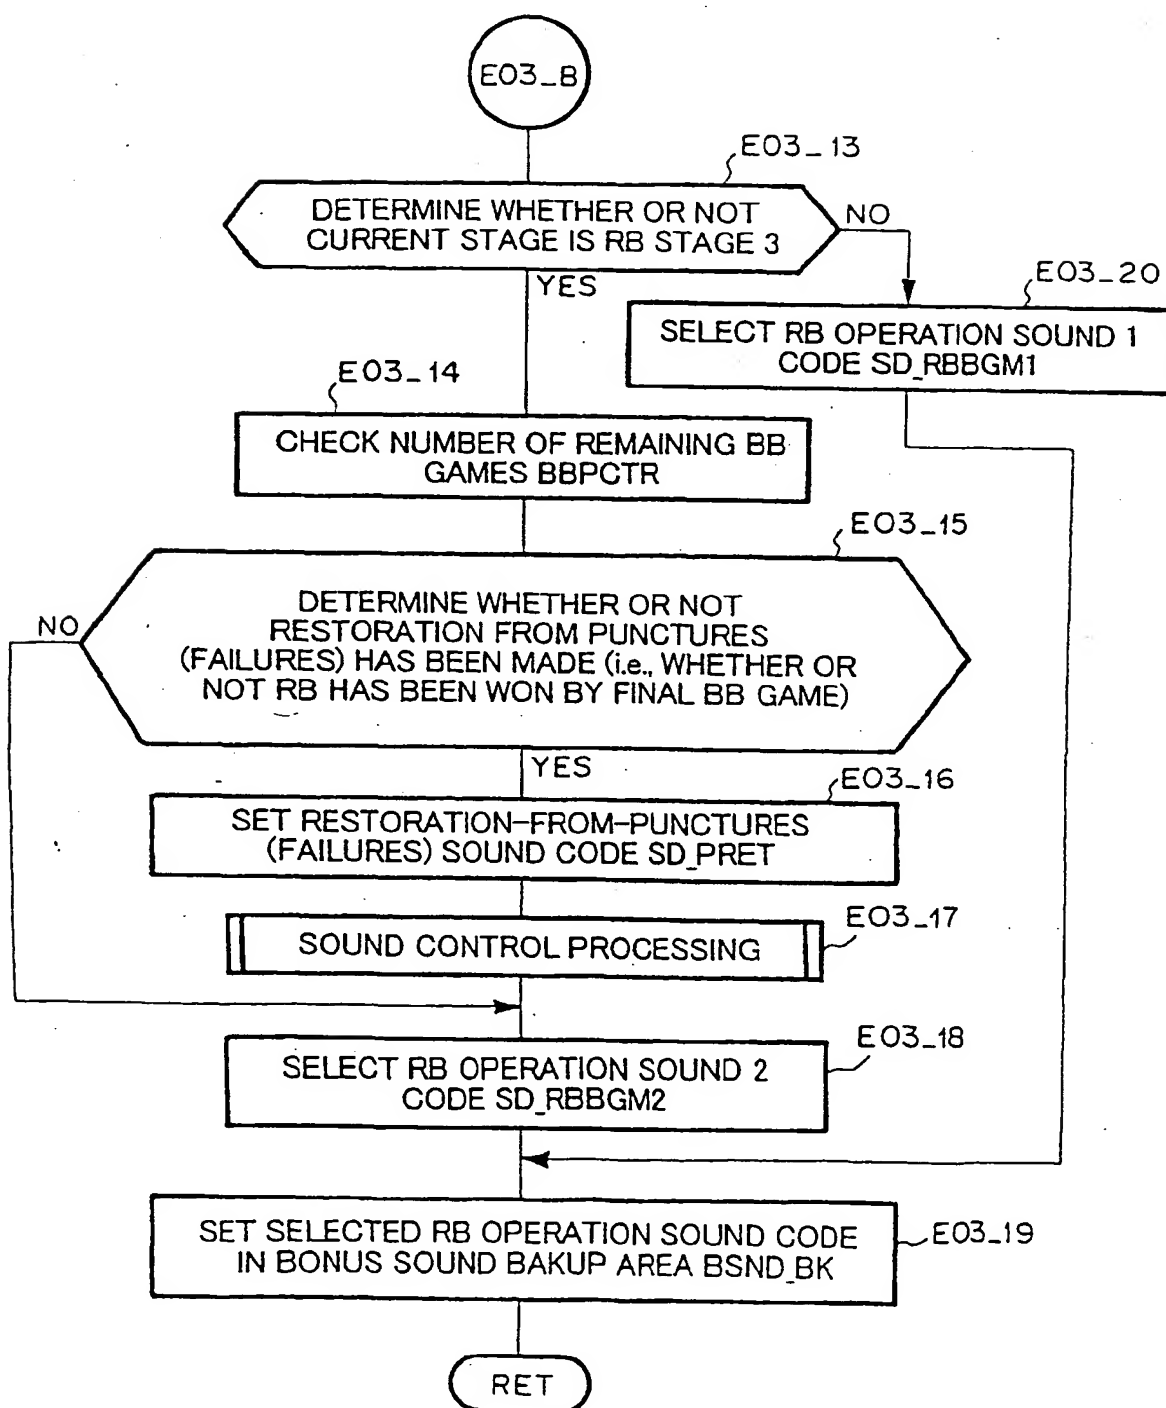 E03_B
E03_13
DETERMINE WHETHER OR NOT
CURRENT STAGE IS RB STAGE 3
NO
YES
E03_20
SELECT RB OPERATION SOUND 1
CODE SD_RBBGM1
E03_14
CHECK NUMBER OF REMAINING BB
GAMES BBPCTR
E03_15
NO
DETERMINE WHETHER OR NOT
RESTORATION FROM PUNCTURES
(FAILURES) HAS BEEN MADE (i.e., WHETHER OR
NOT RB HAS BEEN WON BY FINAL BB GAME)
YES
E03_16
SET RESTORATION-FROM-PUNCTURES
(FAILURES) SOUND CODE SD_PRET
E03_17
SOUND CONTROL PROCESSING
E03_18
SELECT RB OPERATION SOUND 2
CODE SD_RBBGM2
E03_19
SET SELECTED RB OPERATION SOUND CODE
IN BONUS SOUND BAKUP AREA BSND_BK
RET